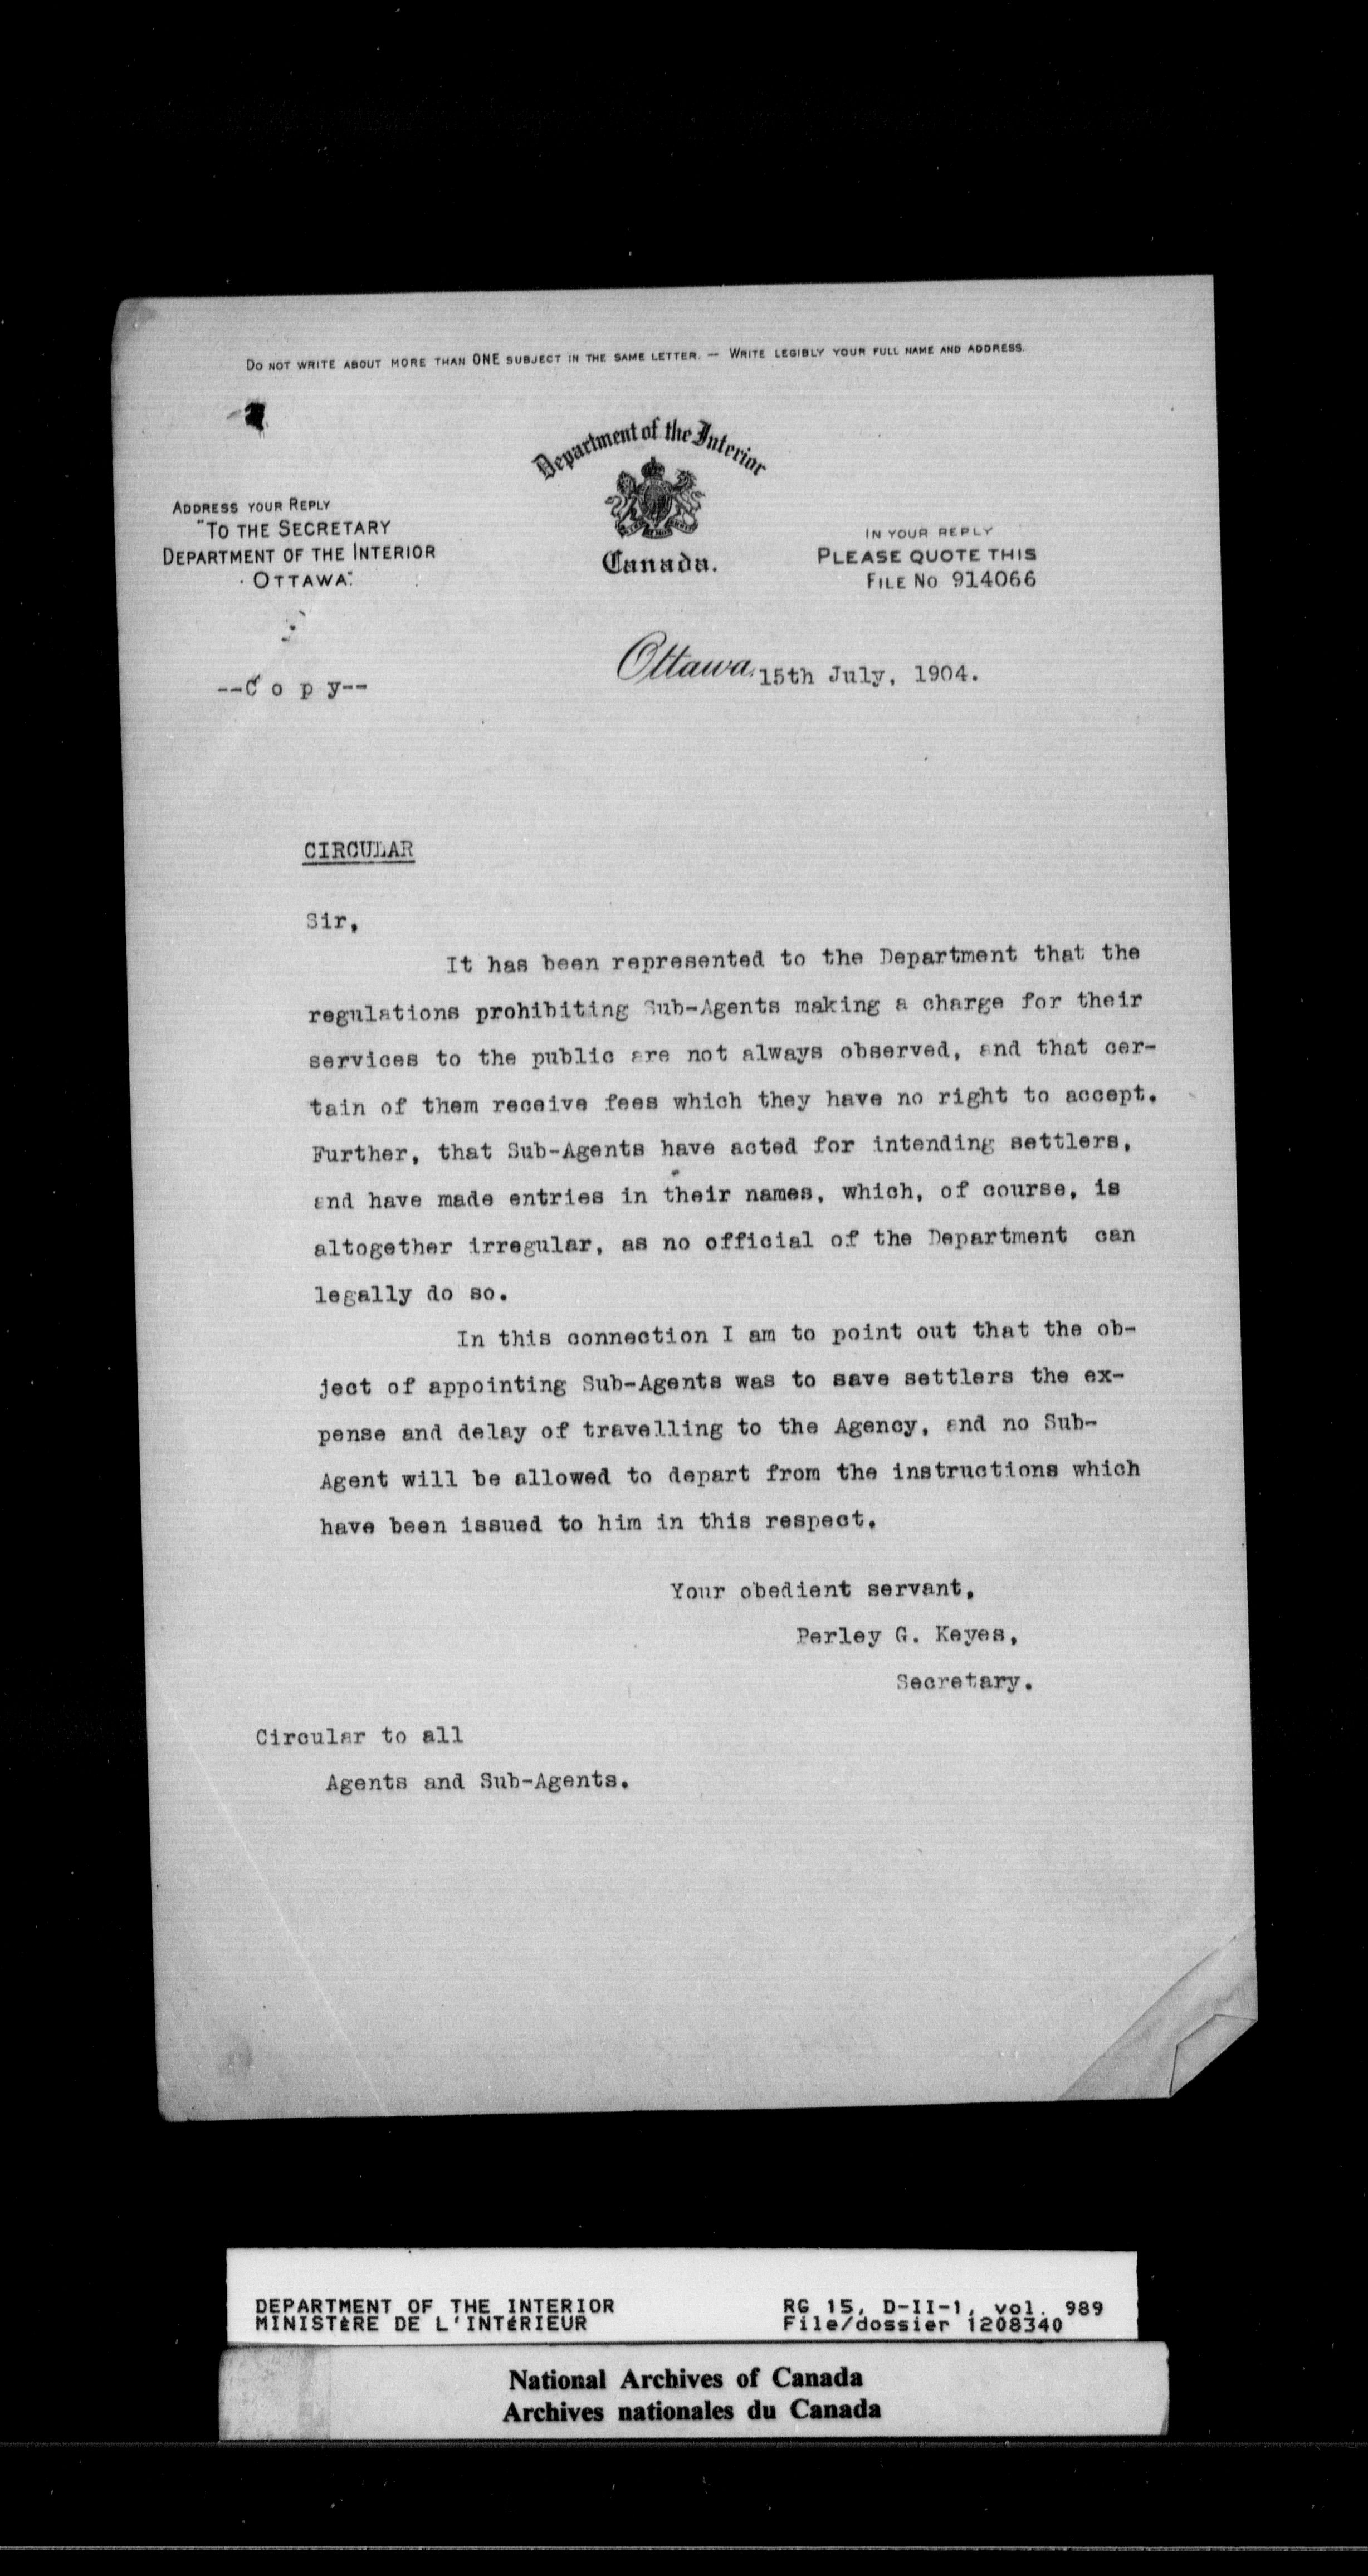 DO NOT WRITE ABOUT MORE THAN ONE SUBJECT IN THE SAME LETTER. — WRITE LEGIBLY YOUR FULL NAME AND ADDRESS.
Department of the Interior
Canada.
ADDRESS YOUR REPLY
"TO THE SECRETARY
DEPARTMENT OF THE INTERIOR
OTTAWA."
IN YOUR REPLY
PLEASE QUOTE THIS
FILE No 914066
Ottawa, 15th July, 1904.
--C o p y--
CIRCULAR
Sir,
It has been represented to the Department that the
regulations prohibiting Sub-Agents making a charge for their
services to the public are not always observed, and that cer-
tain of them receive fees which they have no right to accept.
Further, that Sub-Agents have acted for intending settlers,
and have made entries in their names, which, of course, is
altogether irregular, as no official of the Department can
legally do so.
In this connection I am to point out that the ob-
ject of appointing Sub-Agents was to save settlers the ex-
pense and delay of travelling to the Agency, and no Sub-
Agent will be allowed to depart from the instructions which
have been issued to him in this respect.
Your obedient servant,
Perley G. Keyes,
Secretary.
Circular to all
Agents and Sub-Agents.
DEPARTMENT OF THE INTERIOR
MINISTÈRE DE L'INTÉRIEUR
RG 15, D-II-1, vol. 989
File/dossier 1208340
National Archives of Canada
Archives nationales du Canada